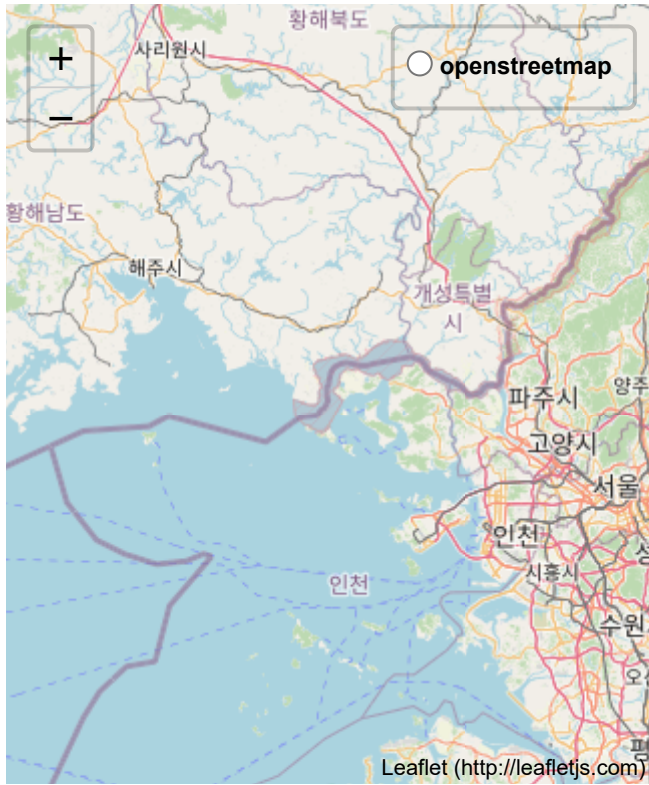 황해북도
+
사리원시
openstreetmap
−
황해남도
해주시
개성특별
시
파주시
양주
고양시
서울
인천
시흥시
인천
수원
Leaflet (http://leafletjs.com)